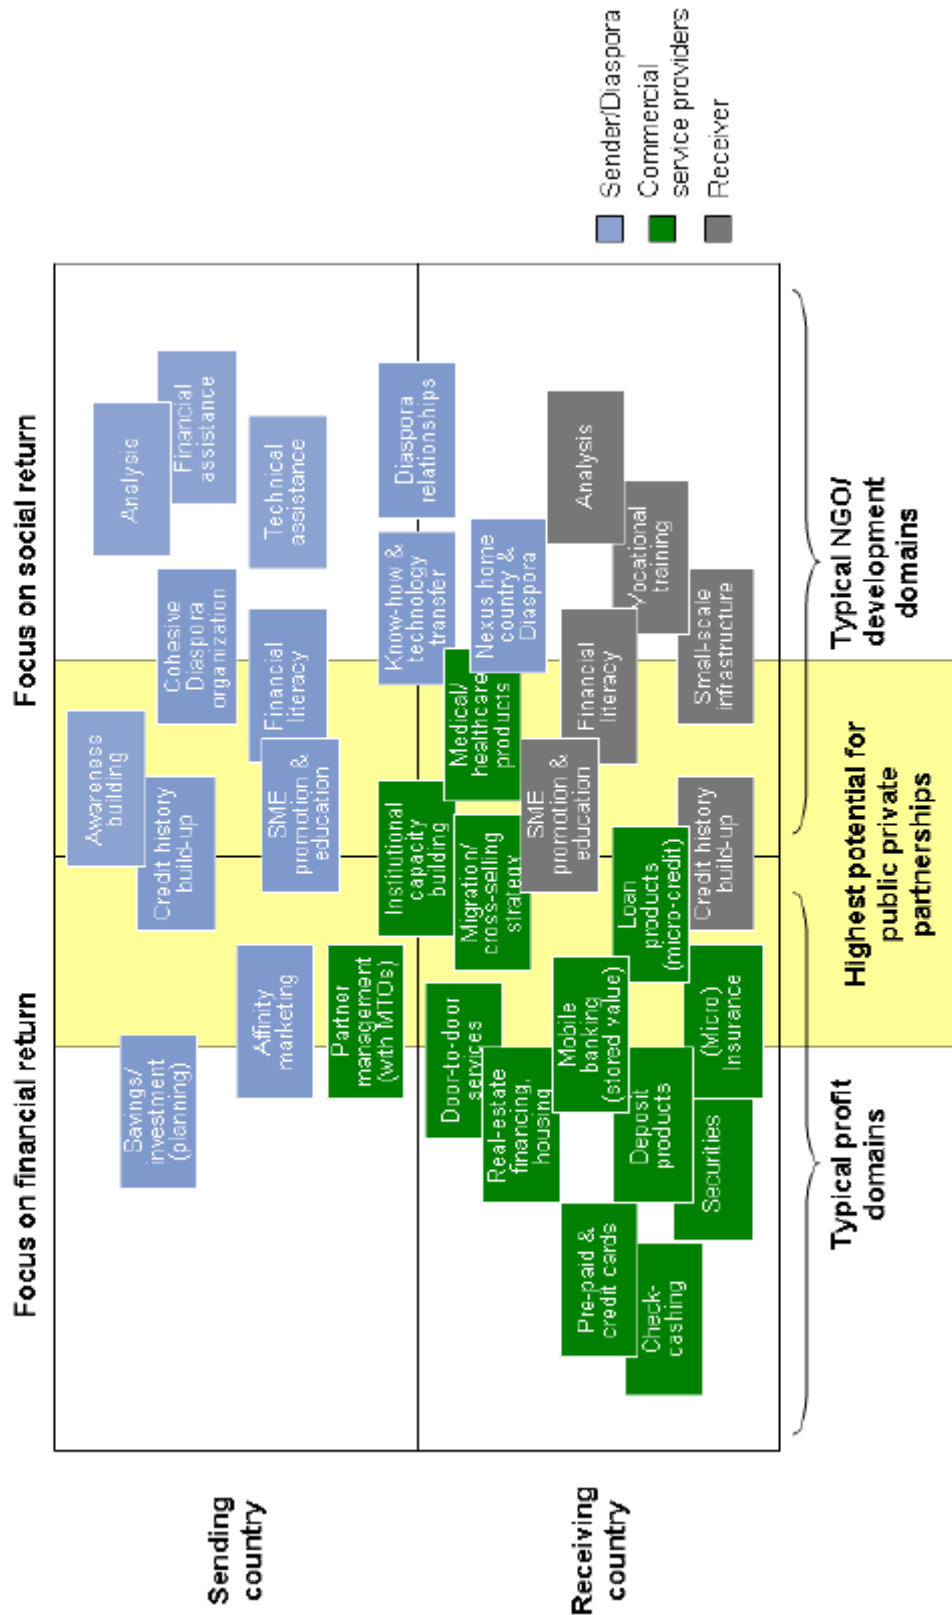 Focus on financial return
Focus on social return
Sending
country
Receiving
country
Savings/
investment
(planning)
Affinity
marketing
Partner
management
(with MTOs)
Awareness
building
Credit history
build-up
SME
promotion &
education
Financial
literacy
Cohesive
Diaspora
organization
Analysis
Financial
assistance
Technical
assistance
Institutional
capacity
building
Know-how &
technology
transfer
Diaspora
relationships
Door-to-door
services
Real-estate
financing,
housing
Migration/
cross-selling
strategy
Medical/
healthcare
products
Nexus home
country &
Diaspora
Pre-paid &
credit cards
Check-
cashing
Mobile
banking
(stored value)
Deposit
products
Securities
(Micro)
Insurance
Loan
products
(micro-credit)
SME
promotion &
education
Financial
literacy
Analysis
Vocational
training
Small-scale
infrastructure
Credit history
build-up
Typical profit
domains
Highest potential for
public private
partnerships
Typical NGO/
development
domains
Sender/Diaspora
Commercial
service providers
Receiver